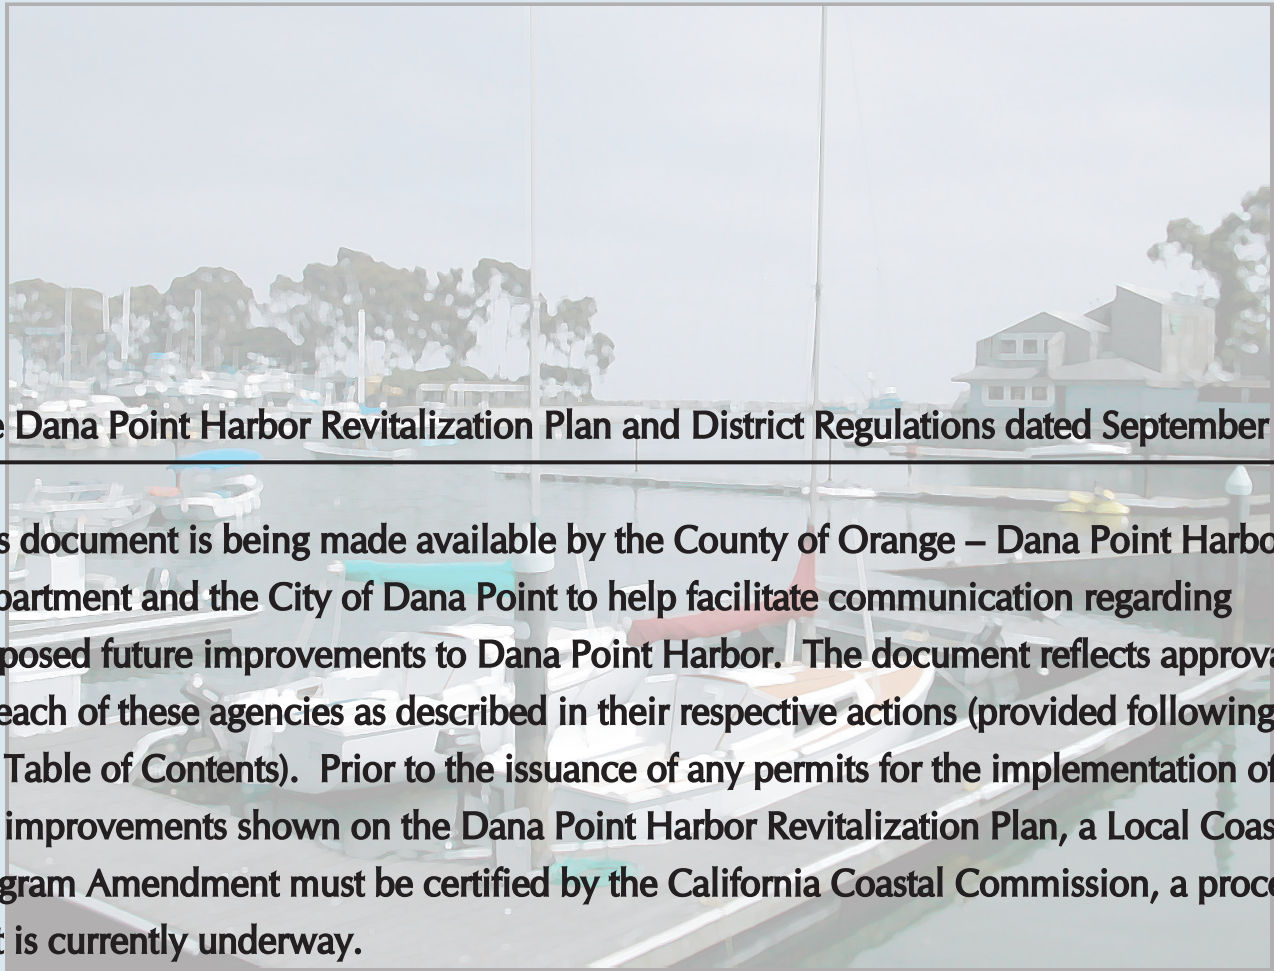 e Dana Point Harbor Revitalization Plan and District Regulations dated September
s document is being made available by the County of Orange – Dana Point Harbo
partment and the City of Dana Point to help facilitate communication regarding
posed future improvements to Dana Point Harbor. The document reflects approva
each of these agencies as described in their respective actions (provided following
Table of Contents). Prior to the issuance of any permits for the implementation of
improvements shown on the Dana Point Harbor Revitalization Plan, a Local Coas
gram Amendment must be certified by the California Coastal Commission, a proce
t is currently underway.